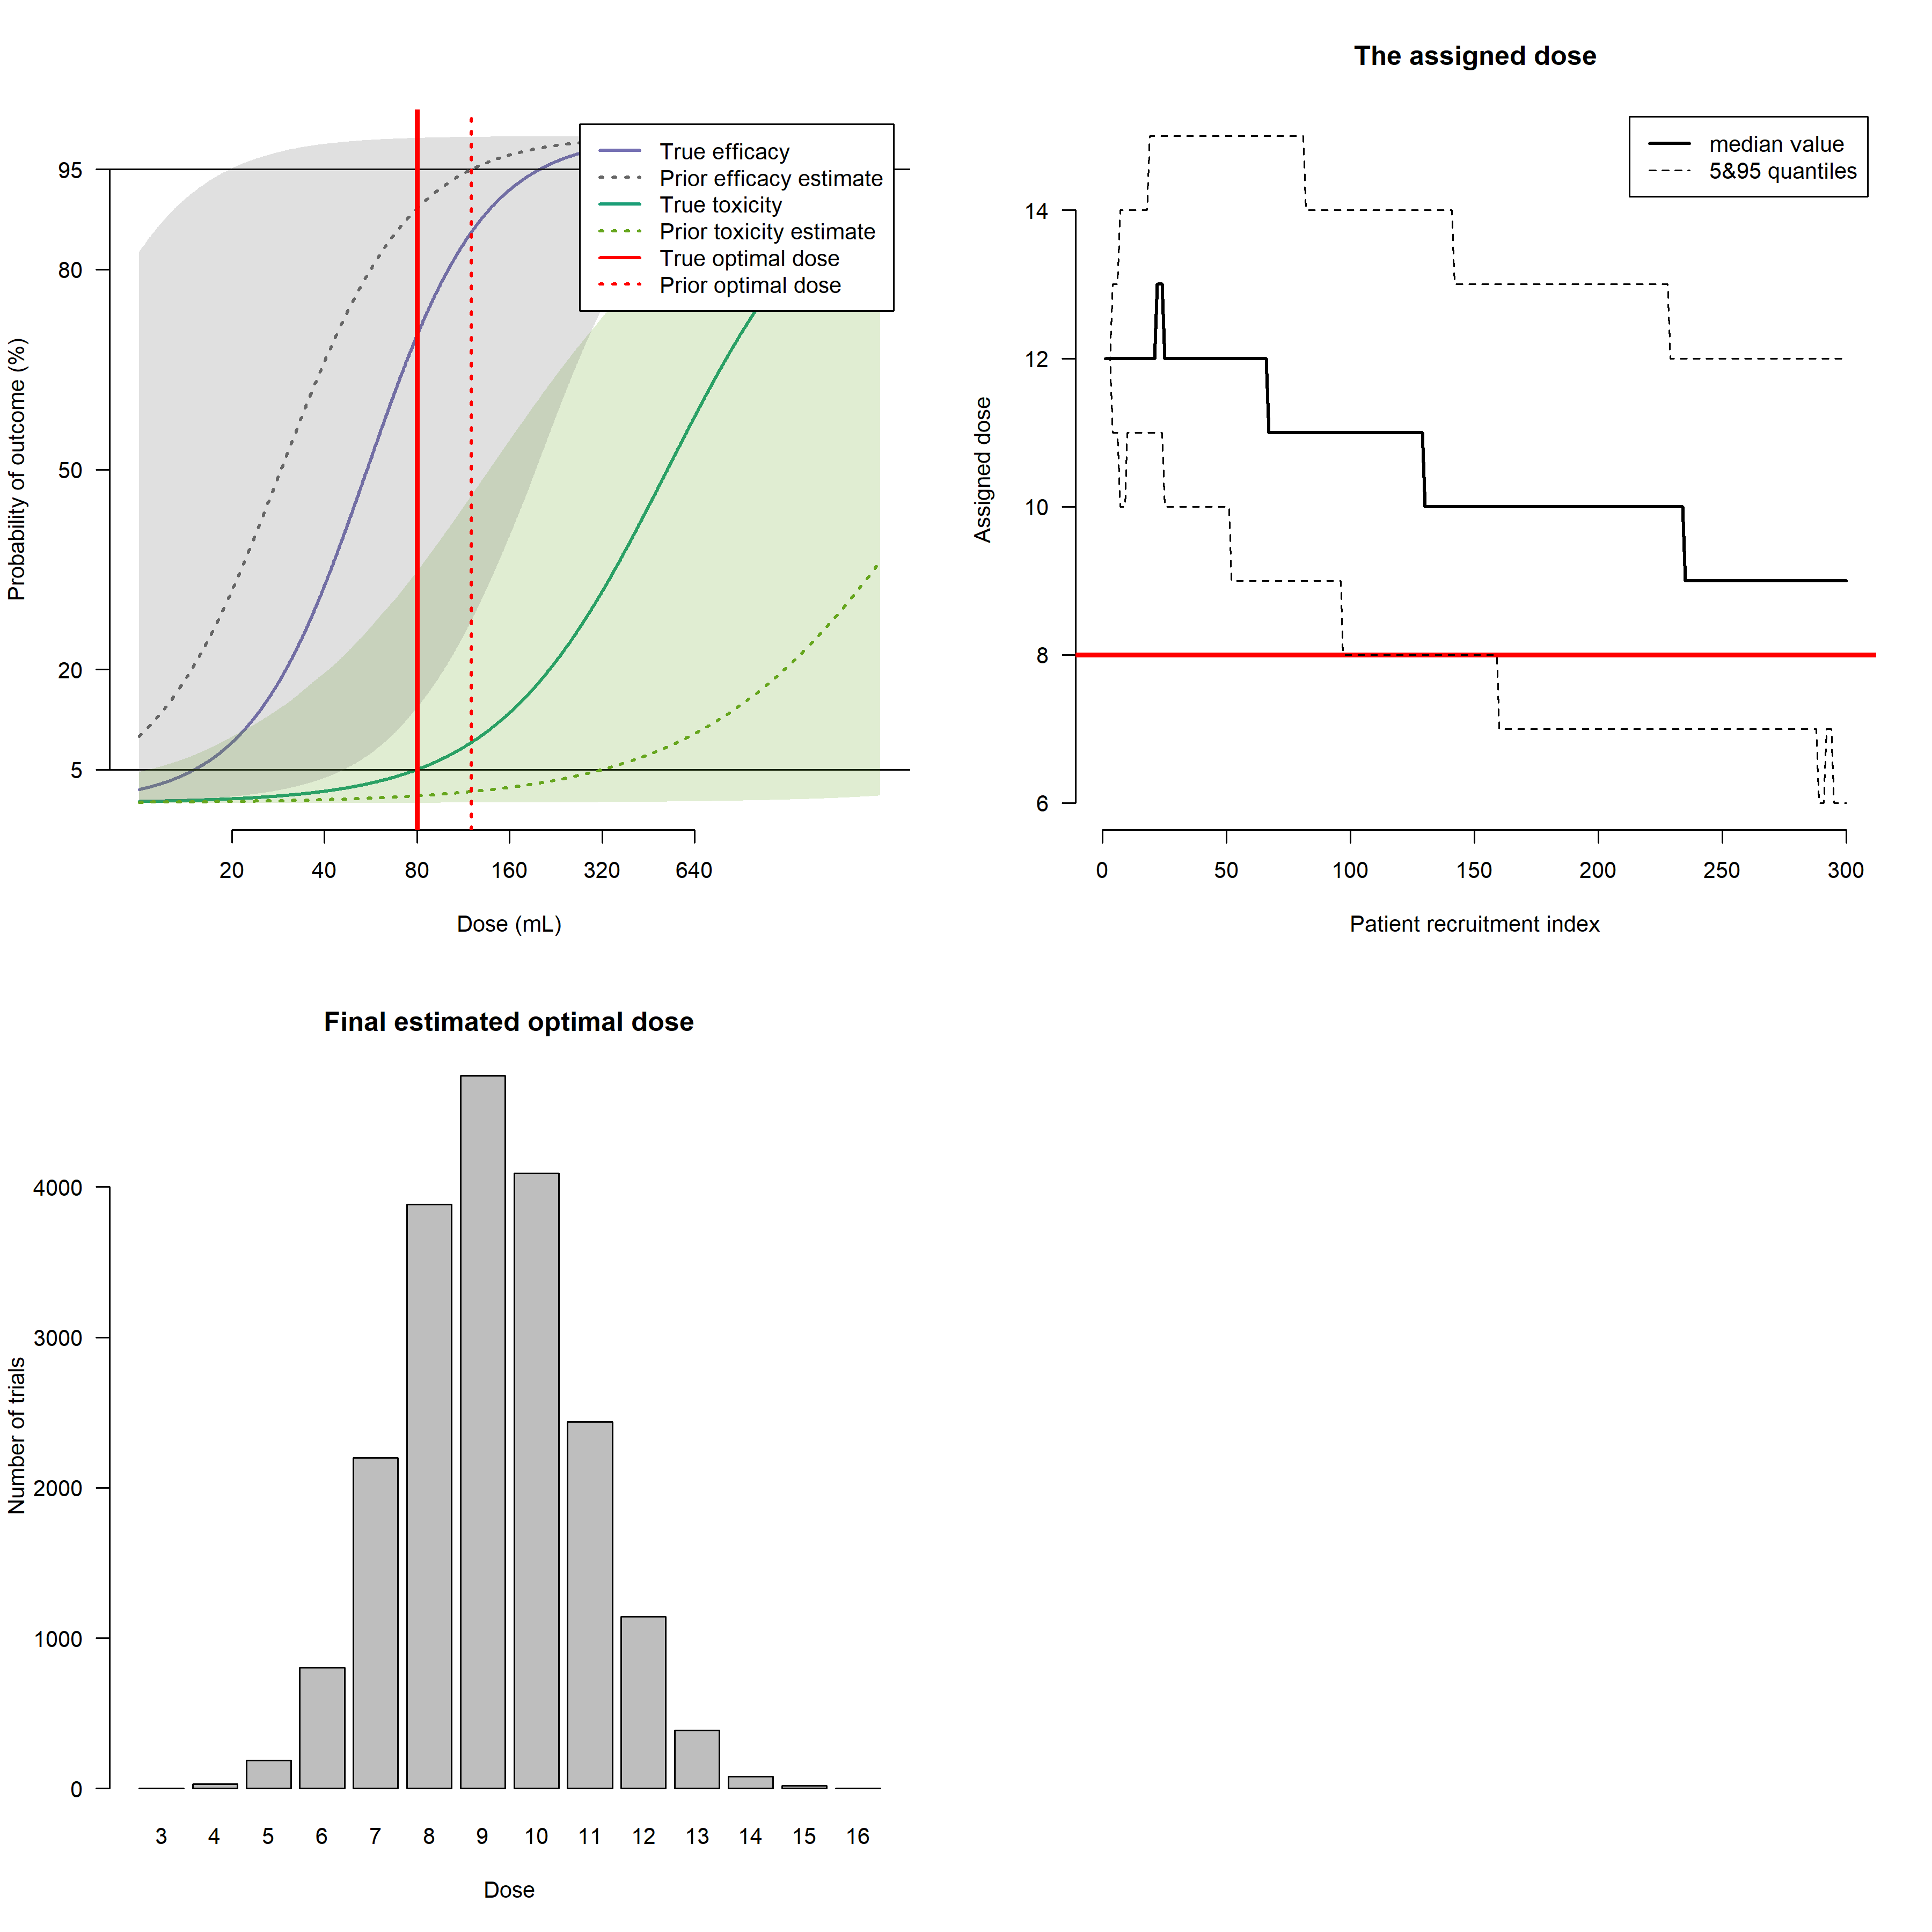 95
80
50
20
5
Probability of outcome (%)
True efficacy
Prior efficacy estimate
True toxicity
Prior toxicity estimate
True optimal dose
Prior optimal dose
20 40 80 160 320 640
Dose (mL)
The assigned dose
median value
5&95 quantiles
14
12
10
8
6
Assigned dose
0 50 100 150 200 250 300
Patient recruitment index
Final estimated optimal dose
4000
3000
2000
1000
0
Number of trials
3 4 5 6 7 8 9 10 11 12 13 14 15 16
Dose